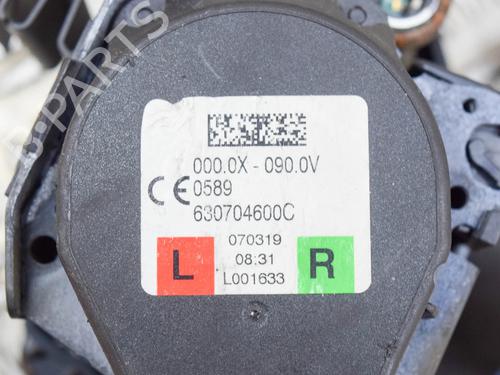 B-PARTS
000.0X - 090.0V
CE 0589
630704600C
L
070319
08:31
L001633
R